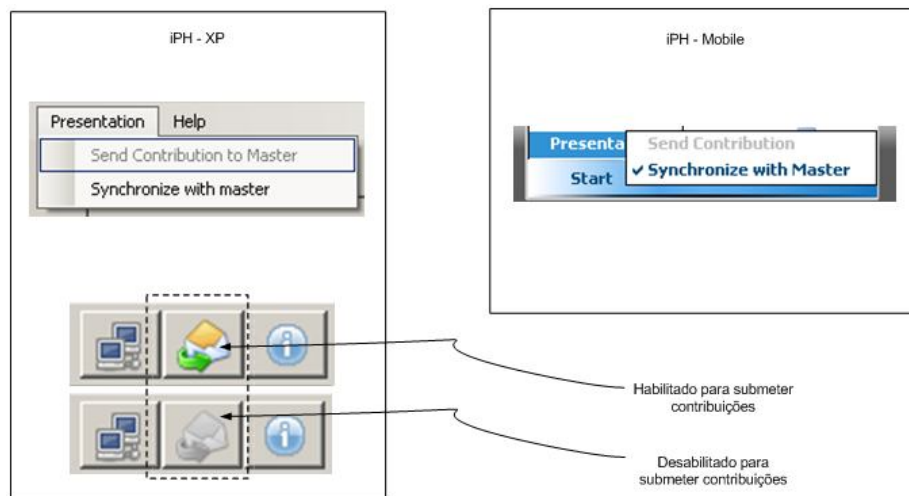 iPH - XP
Presentation Help
Send Contribution to Master
Synchronize with master
iPH - Mobile
Presenta
Send Contribution
Synchronize with Master
Start
Habilitado para submeter
contribuições
Desabilitado para
submeter contribuições